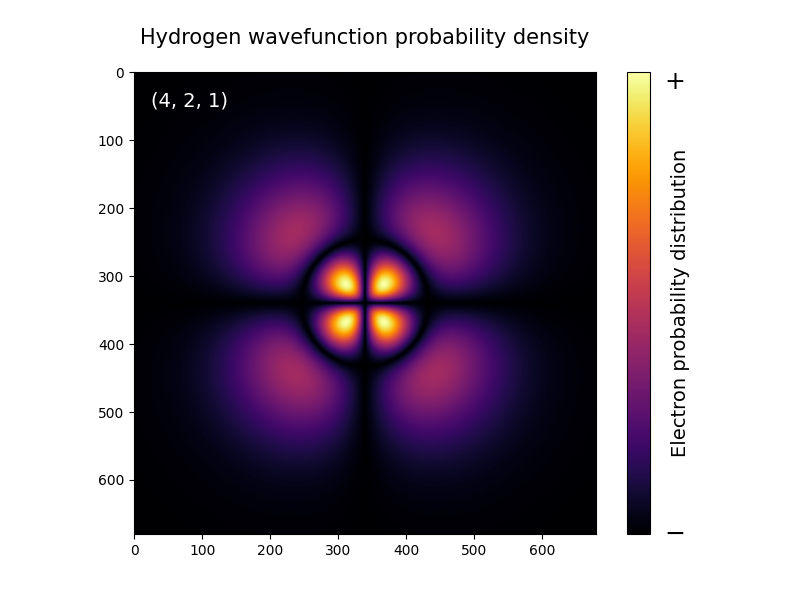 Hydrogen wavefunction probability density
(4, 2, 1)
0
100
200
300
400
500
600
0 100 200 300 400 500 600
+
−
Electron probability distribution